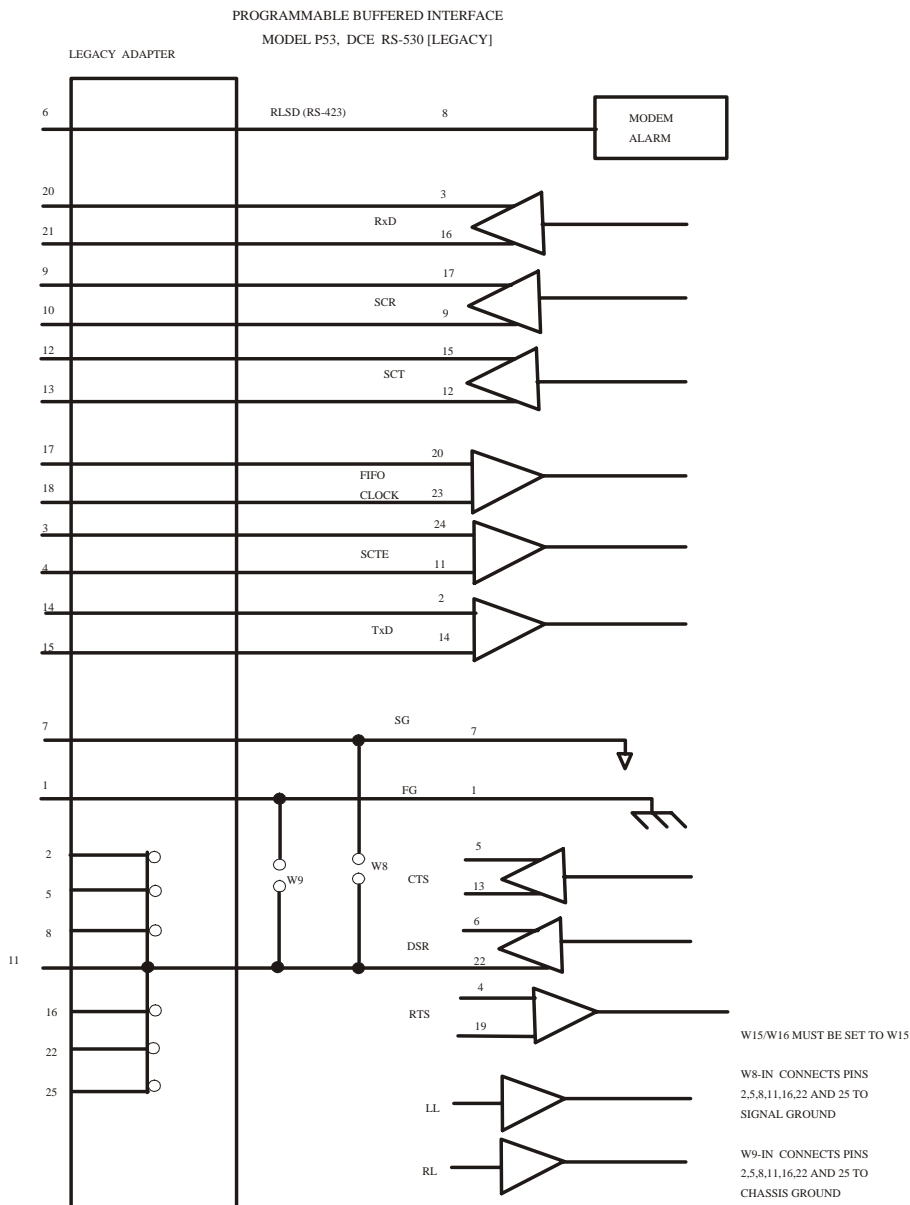 PROGRAMMABLE BUFFERED INTERFACE
MODEL P53, DCE RS-530 [LEGACY]
LEGACY ADAPTER
6
RLSD (RS-423)
8
MODEM
ALARM
20
3
RxD
21
16
9
17
SCR
10
9
12
15
SCT
13
12
17
20
FIFO
18
CLOCK
23
3
24
SCTE
4
11
14
2
TxD
15
14
7
SG
7
1
FG
1
2
5
W8
W9
CTS
5
13
8
6
DSR
11
22
16
4
RTS
19
W15/W16 MUST BE SET TO W15
22
W8-IN CONNECTS PINS
2,5,8,11,16,22 AND 25 TO
SIGNAL GROUND
25
LL
RL
W9-IN CONNECTS PINS
2,5,8,11,16,22 AND 25 TO
CHASSIS GROUND